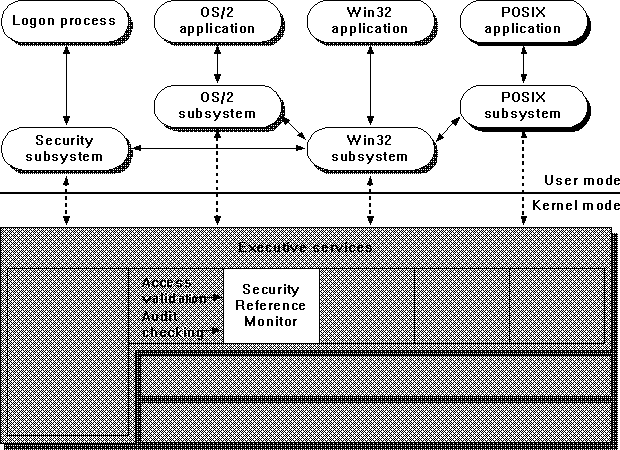 Logon process
OS/2
application
Win32
application
POSIX
application
OS/2
subsystem
POSIX
subsystem
Security
subsystem
Win32
subsystem
User mode
Kernel mode
Executive services
Access
validation
Audit
checking
Security
Reference
Monitor